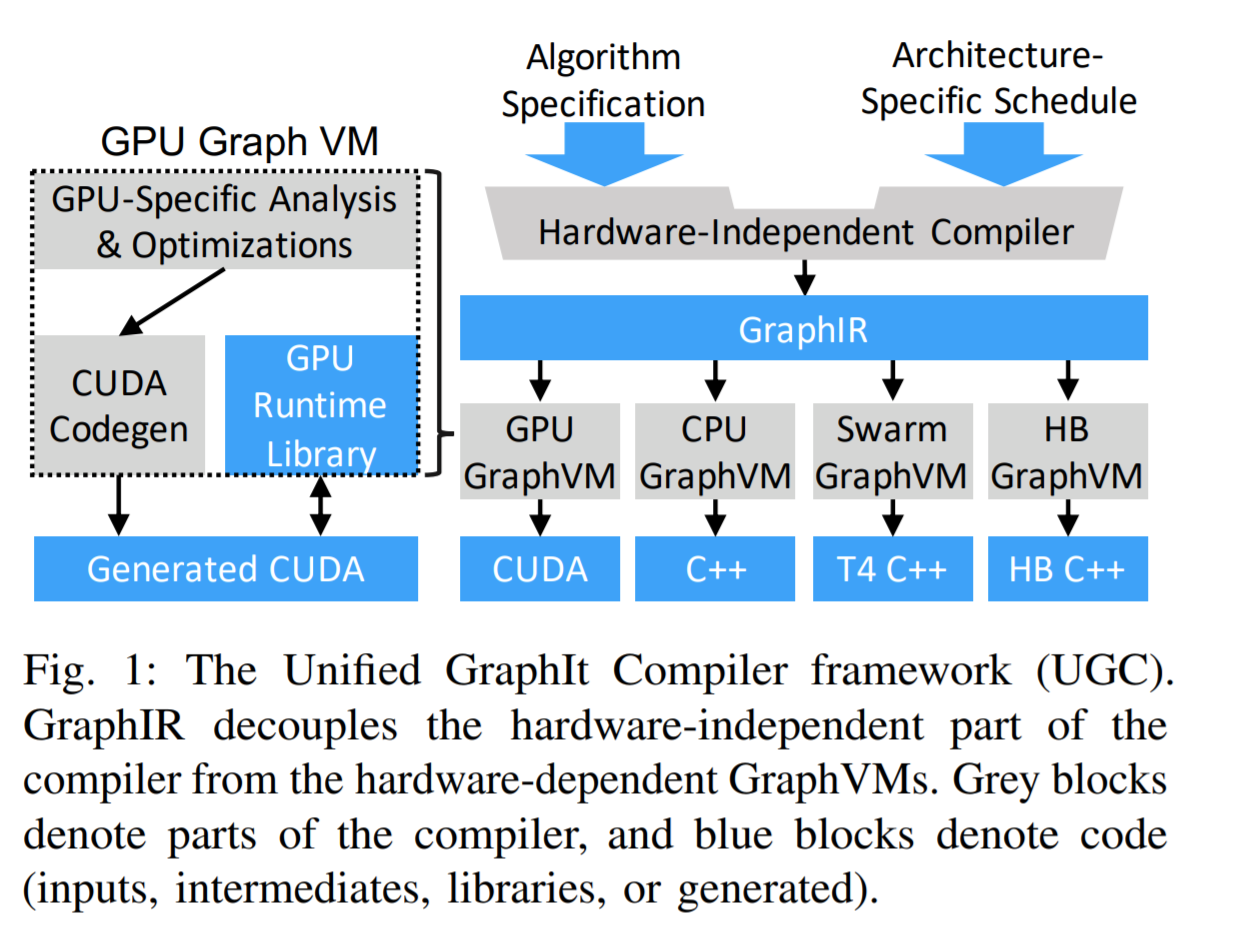 Algorithm
Specification
Architecture-
Specific Schedule
GPU Graph VM
GPU-Specific Analysis
& Optimizations
CUDA
Codegen
GPU
Runtime
Library
Generated CUDA
Hardware-Independent Compiler
GraphIR
GPU
GraphVM
CPU
GraphVM
Swarm
GraphVM
HB
GraphVM
CUDA
C++
T4 C++
HB C++
Fig. 1: The Unified GraphIt Compiler framework (UGC).
GraphIR decouples the hardware-independent part of the
compiler from the hardware-dependent GraphVMs. Grey blocks
denote parts of the compiler, and blue blocks denote code
(inputs, intermediates, libraries, or generated).